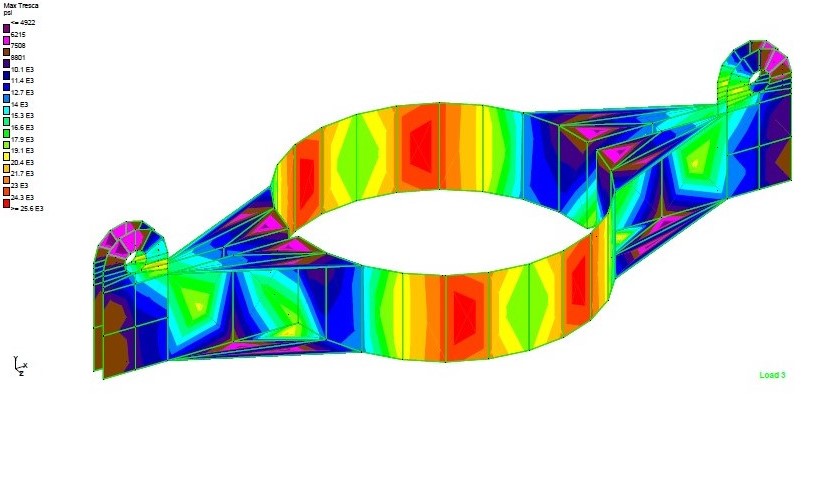 Max Tresca
psi
<= 4922
6215
7508
8801
10.1 E3
11.4 E3
12.7 E3
14 E3
15.3 E3
16.6 E3
17.9 E3
19.1 E3
20.4 E3
21.7 E3
23 E3
24.3 E3
>= 25.6 E3
Y
X
Z
Load 3